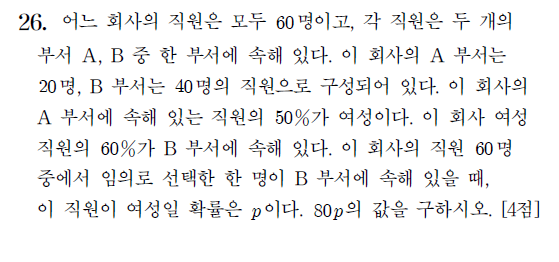 26. 어느 회사의 직원은 모두 60명이고, 각 직원은 두 개의
부서 A, B 중 한 부서에 속해 있다. 이 회사의 A 부서는
20명, B 부서는 40명의 직원으로 구성되어 있다. 이 회사의
A 부서에 속해 있는 직원의 50%가 여성이다. 이 회사 여성
직원의 60%가 B 부서에 속해 있다. 이 회사의 직원 60명
중에서 임의로 선택한 한 명이 B 부서에 속해 있을 때,
이 직원이 여성일 확률은 p이다. 80p의 값을 구하시오. [4점]